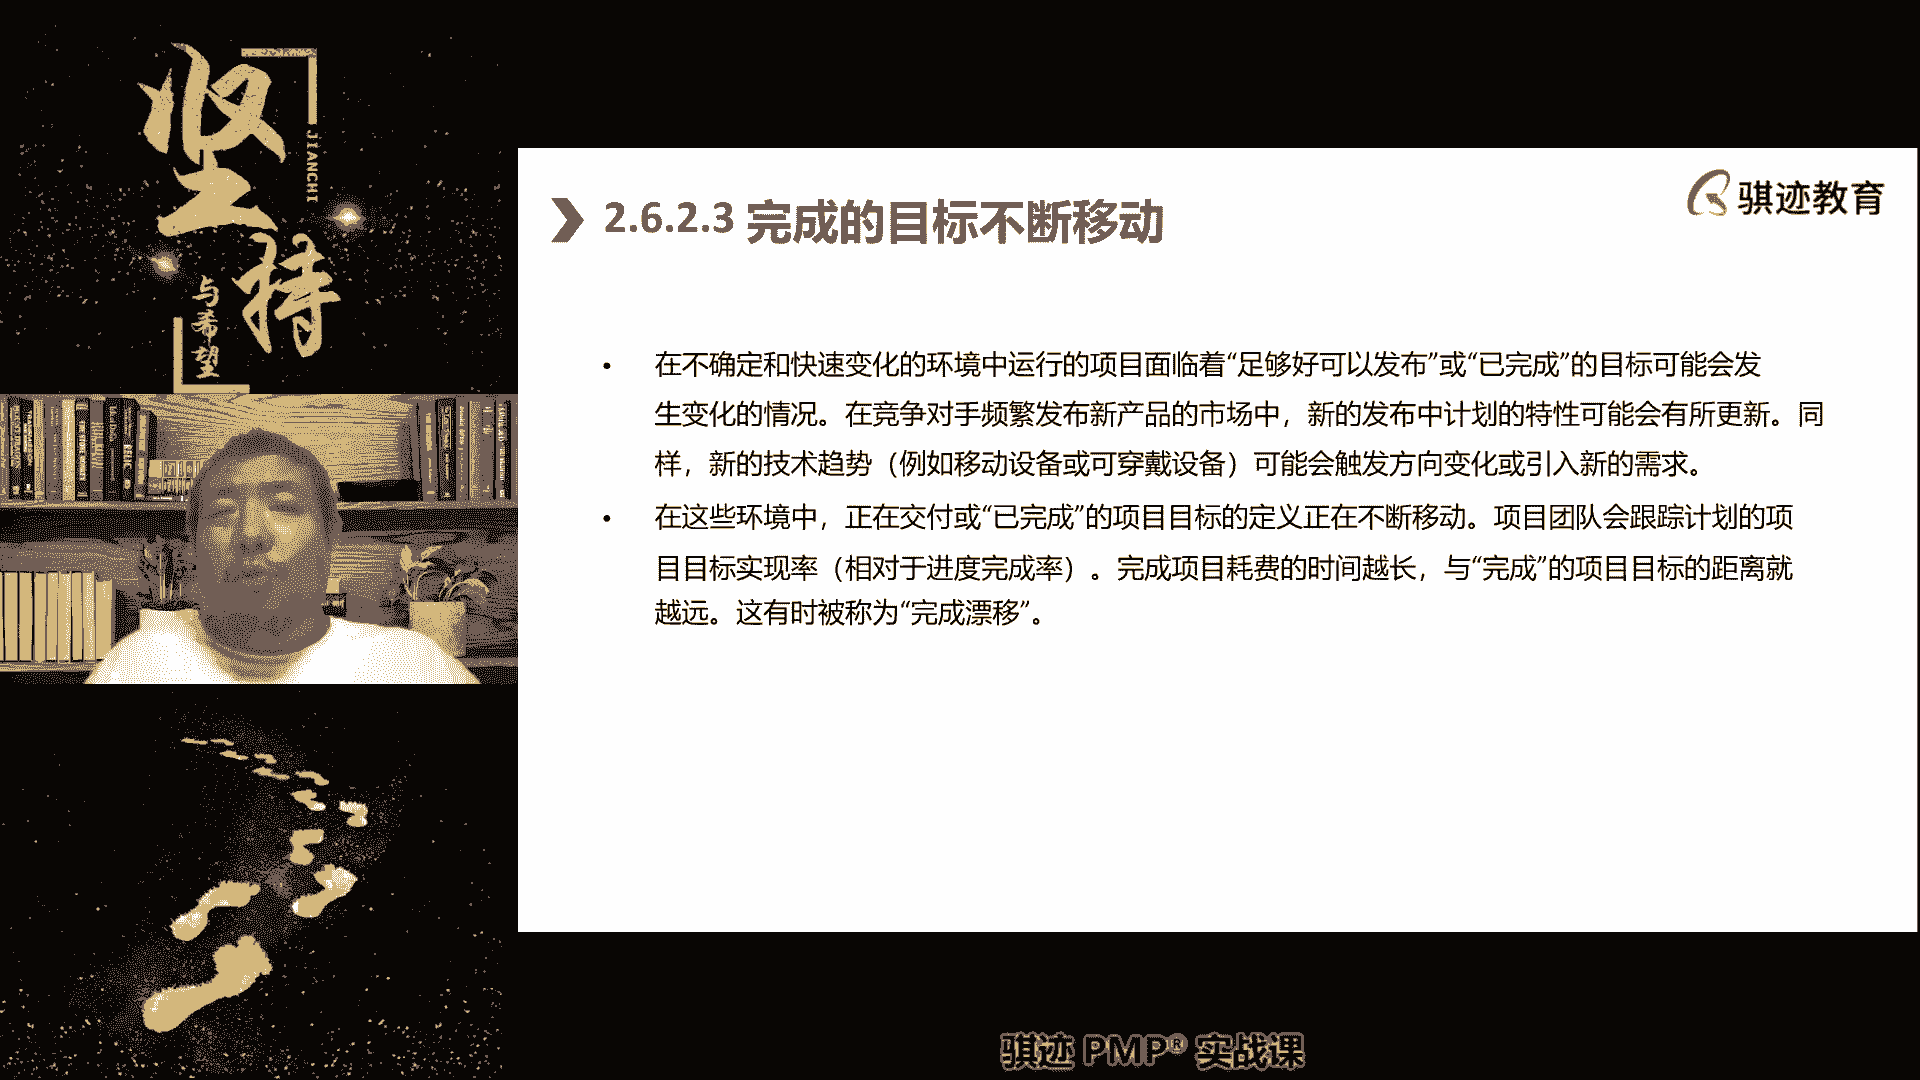 坚持
JIANCHI
与希望
骐迹教育
2.6.2.3 完成的目标不断移动
• 在不确定和快速变化的环境中运行的项目面临着“足够好可以发布”或“已完成”的目标可能会发
生变化的情况。在竞争对手频繁发布新产品的市场中，新的发布中计划的特性可能会有所更新。同
样，新的技术趋势（例如移动设备或可穿戴设备）可能会触发方向变化或引入新的需求。
• 在这些环境中，正在交付或“已完成”的项目目标的定义正在不断移动。项目团队会跟踪计划的项
目目标实现率（相对于进度完成率）。完成项目耗费的时间越长，与“完成”的项目目标的距离就
越远。这有时被称为“完成漂移”。
骐迹 PMP® 实战课